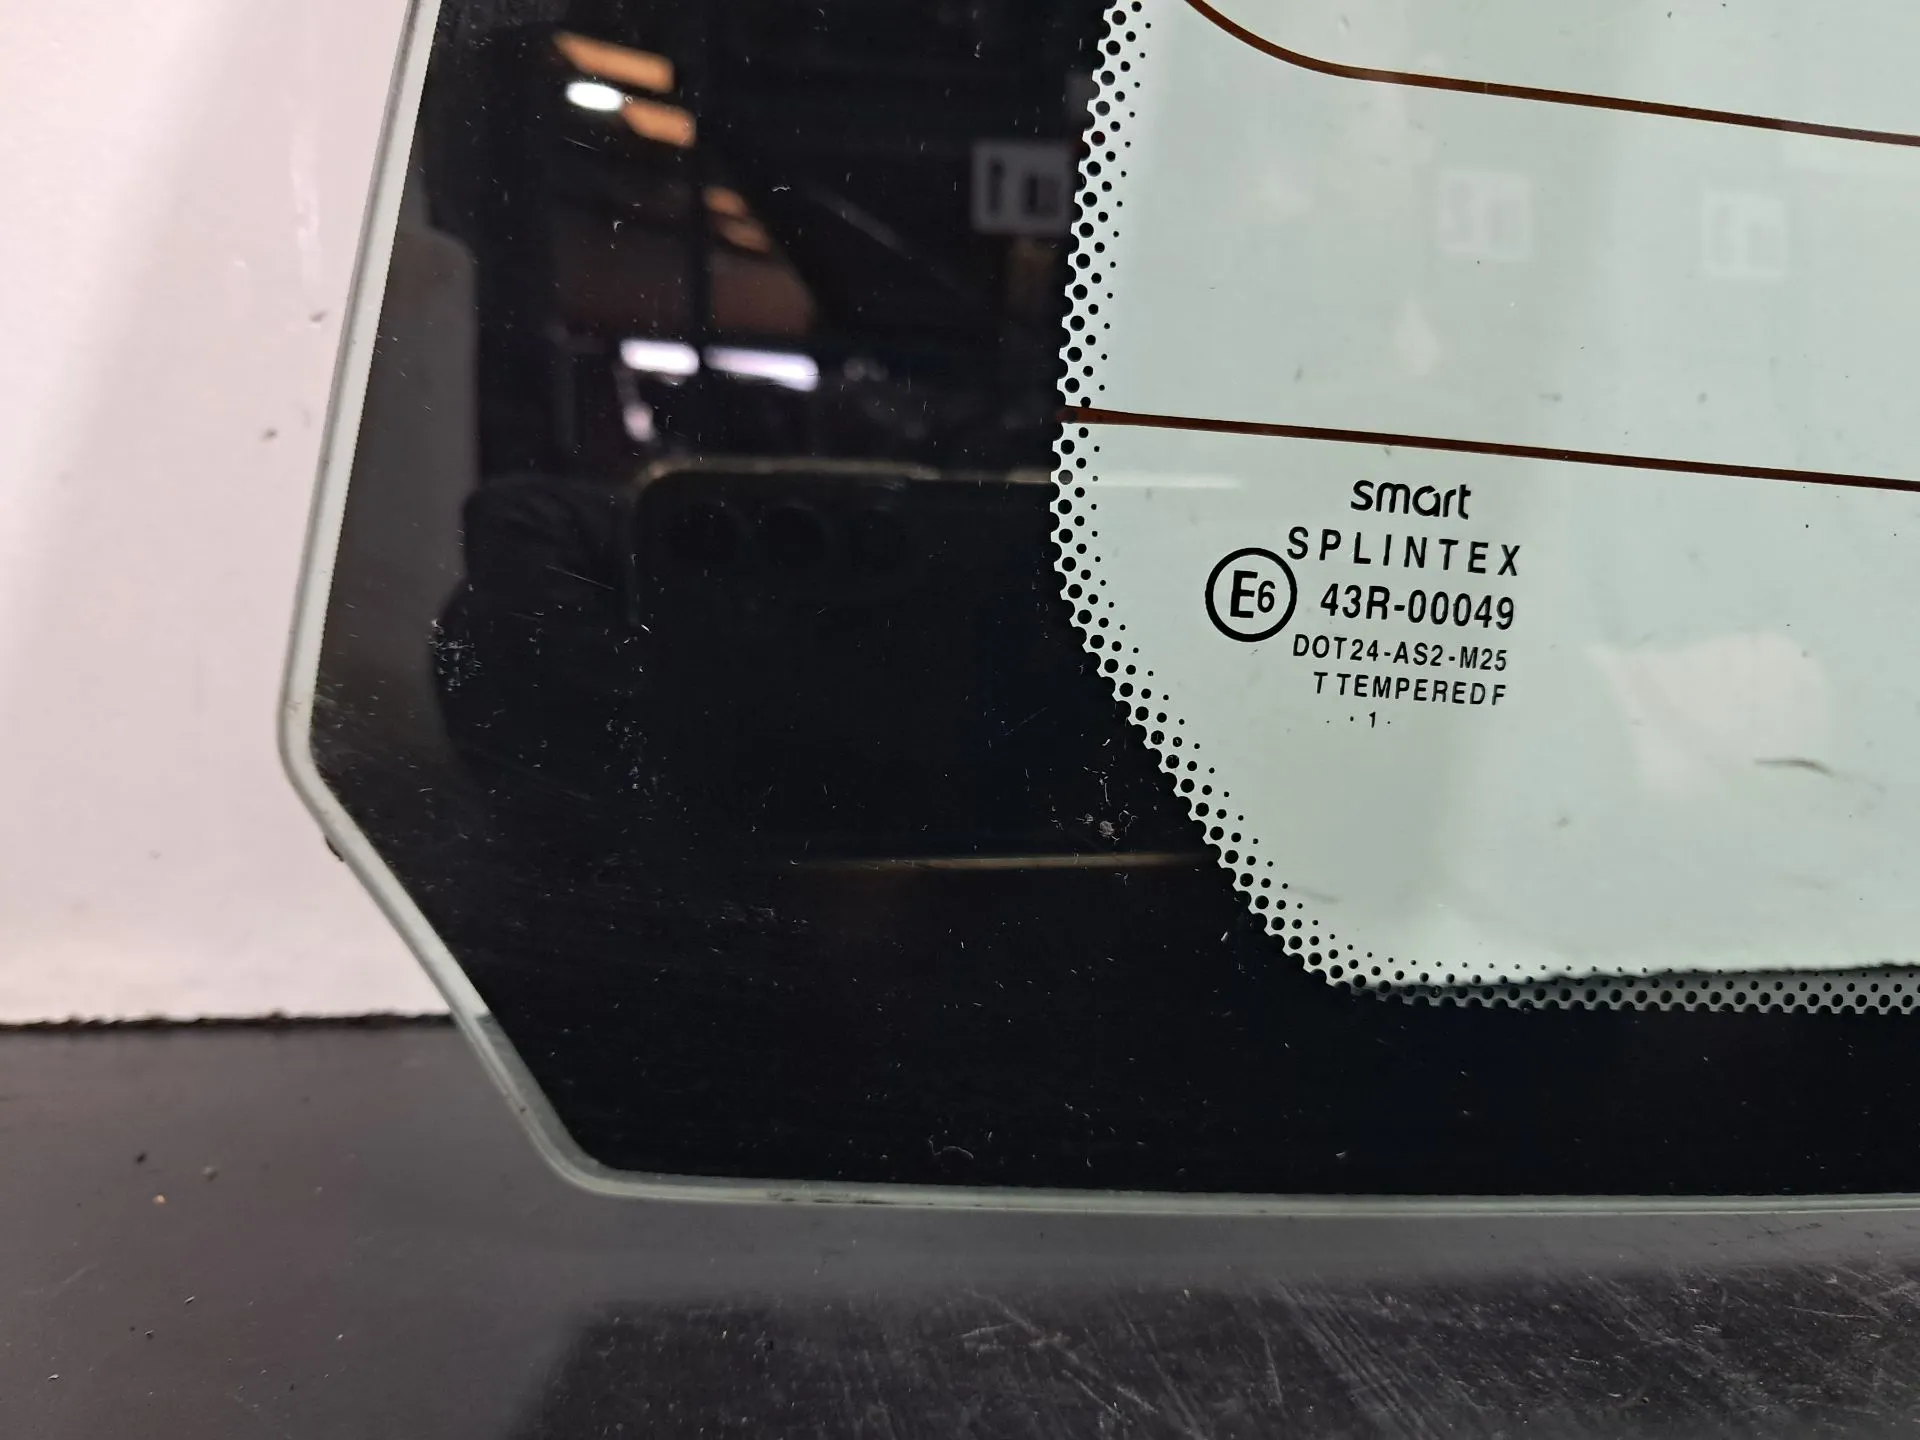 smart
SPLINTEX
E6 43R-00049
DOT24-AS2-M25
T TEMPERED F
. . 1 .